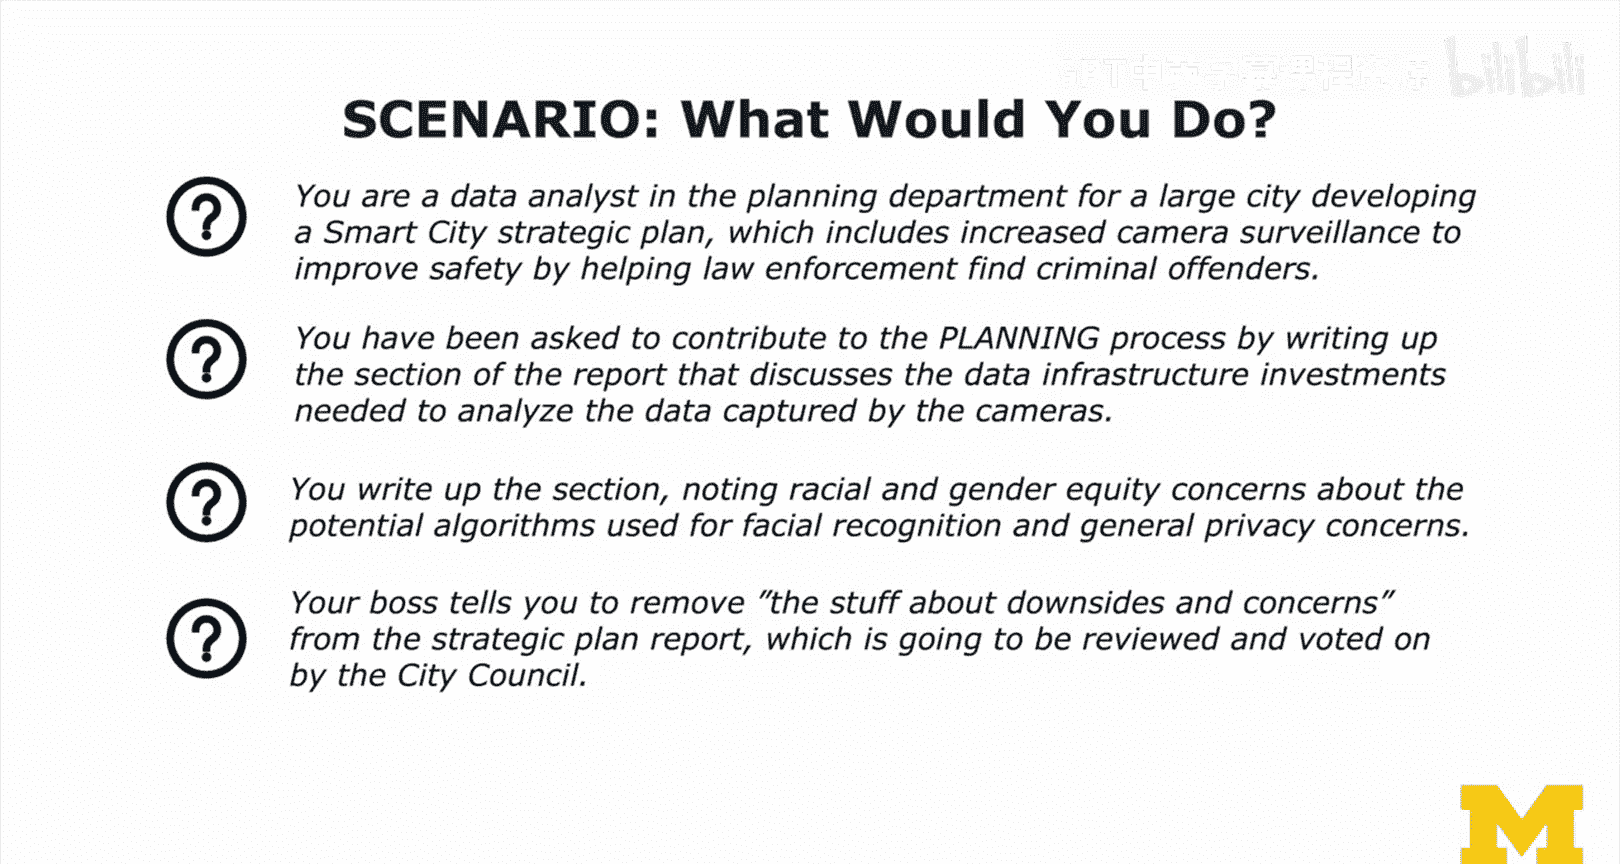 bilibili
SCENARIO: What Would You Do?
You are a data analyst in the planning department for a large city developing
a Smart City strategic plan, which includes increased camera surveillance to
improve safety by helping law enforcement find criminal offenders.
You have been asked to contribute to the PLANNING process by writing up
the section of the report that discusses the data infrastructure investments
needed to analyze the data captured by the cameras.
You write up the section, noting racial and gender equity concerns about the
potential algorithms used for facial recognition and general privacy concerns.
Your boss tells you to remove ”the stuff about downsides and concerns”
from the strategic plan report, which is going to be reviewed and voted on
by the City Council.
M